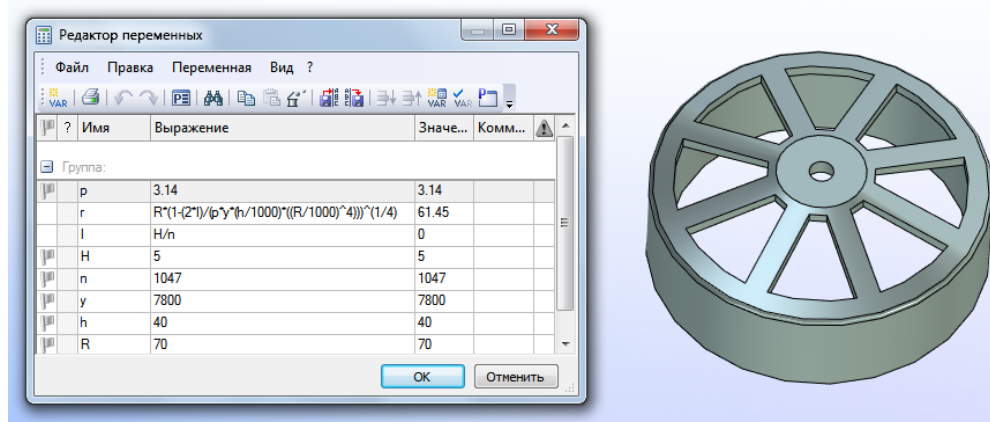 Редактор переменных
Файл Правка Переменная Вид ?
VAR PE VAR VAR
? Имя Выражение Значе... Комм...
Группа:
p 3.14 3.14
r R*(1-(2*I)/(p*y*(h/1000)*((R/1000)^4)))^(1/4) 61.45
I H/n 0
H 5 5
n 1047 1047
y 7800 7800
h 40 40
R 70 70
OK Отменить